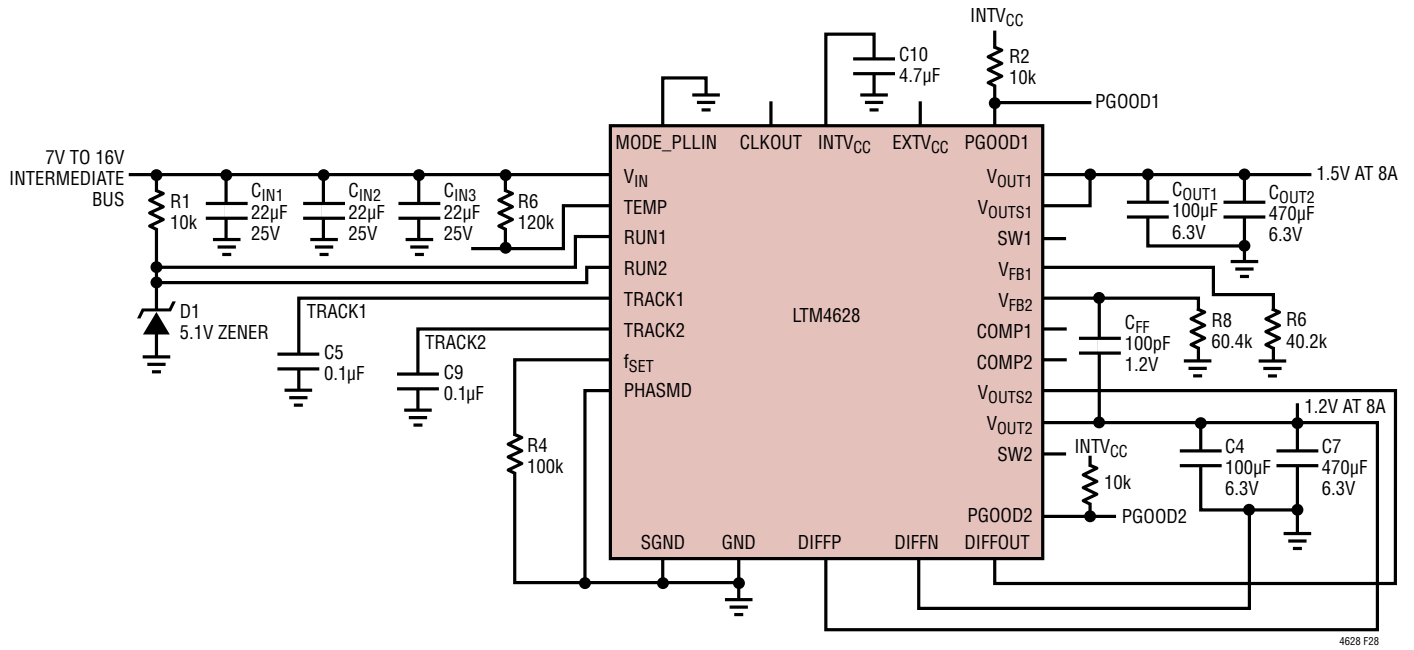 INTVCC
C10
4.7µF
R2
10k
PGOOD1
MODE_PLLIN
CLKOUT
INTVCC
EXTVCC
PGOOD1
7V TO 16V
INTERMEDIATE
BUS
R1
10k
CIN1
22µF
25V
CIN2
22µF
25V
CIN3
22µF
25V
R6
120k
VIN
TEMP
RUN1
RUN2
TRACK1
TRACK2
fSET
PHASMD
D1
5.1V ZENER
TRACK1
C5
0.1µF
TRACK2
C9
0.1µF
R4
100k
LTM4628
VOUT1
VOUTS1
SW1
VFB1
VFB2
COMP1
COMP2
VOUTS2
VOUT2
SW2
PGOOD2
1.5V AT 8A
COUT1
100µF
6.3V
COUT2
470µF
6.3V
CFF
100pF
1.2V
R8
60.4k
R6
40.2k
1.2V AT 8A
INTVCC
10k
PGOOD2
C4
100µF
6.3V
C7
470µF
6.3V
SGND
GND
DIFFP
DIFFN
DIFFOUT
4628 F28